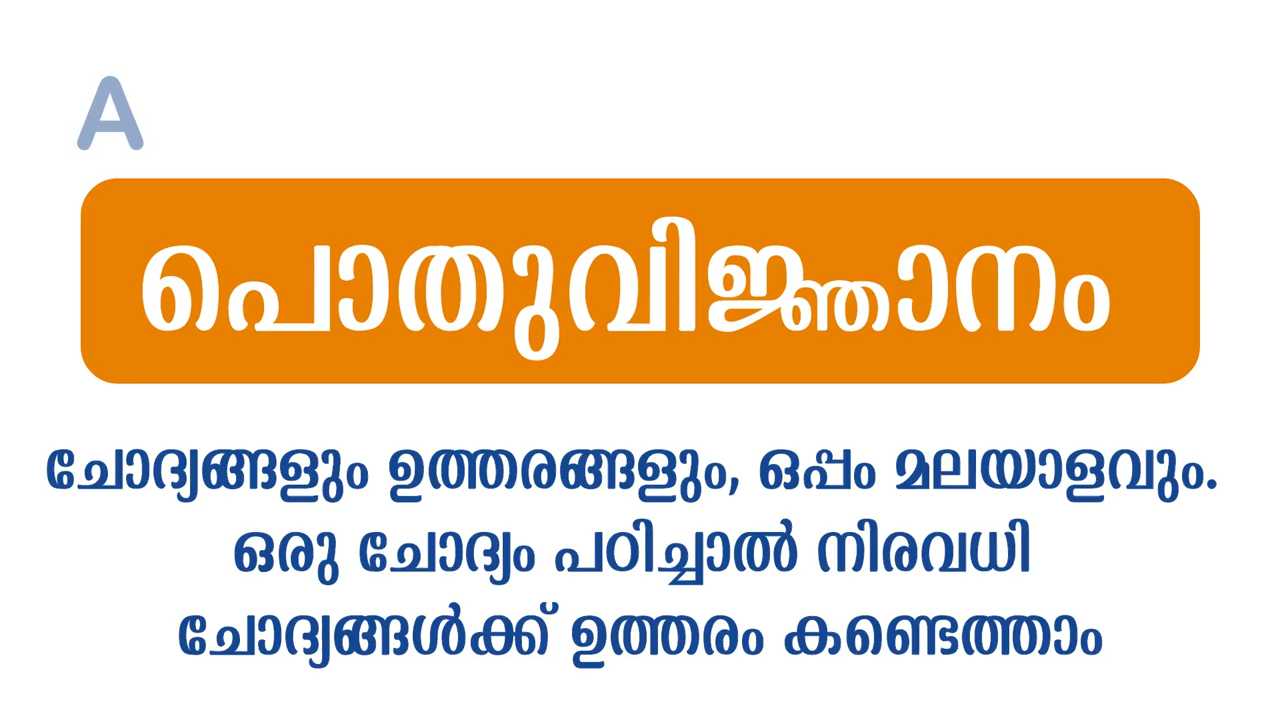 A
പൊതുവിജ്ഞാനം
ചോദ്യങ്ങളും ഉത്തരങ്ങളും, ഒപ്പം മലയാളവും.
ഒരു ചോദ്യം പഠിച്ചാൽ നിരവധി
ചോദ്യങ്ങൾക്ക് ഉത്തരം കണ്ടെത്താം